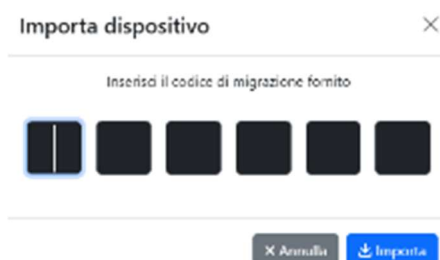 Importa dispositivo
Inserisci il codice di migrazione fornito
Annulla Importa